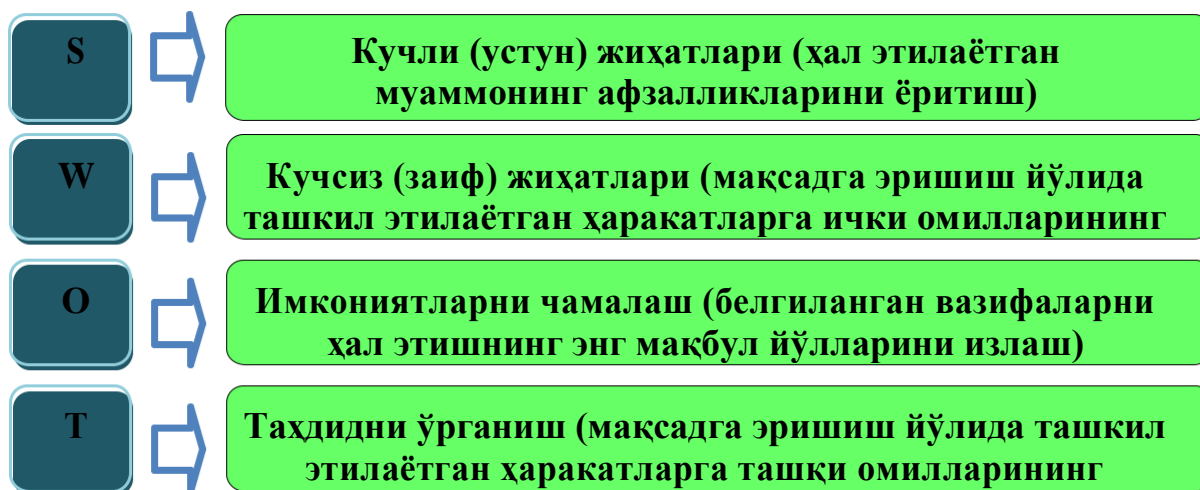 S
Кучли (устун) жиҳатлари (ҳал этилаётган
муаммонинг афзалликларини ёритиш)
W
Кучсиз (заиф) жиҳатлари (мақсадга эришиш йўлида
ташкил этилаётган ҳаракатларга ички омилларининг
O
Имкониятларни чамалаш (белгиланган вазифаларни
ҳал этишнинг энг мақбул йўлларини излаш)
T
Таҳдидни ўрганиш (мақсадга эришиш йўлида ташкил
этилаётган ҳаракатларга ташқи омилларининг